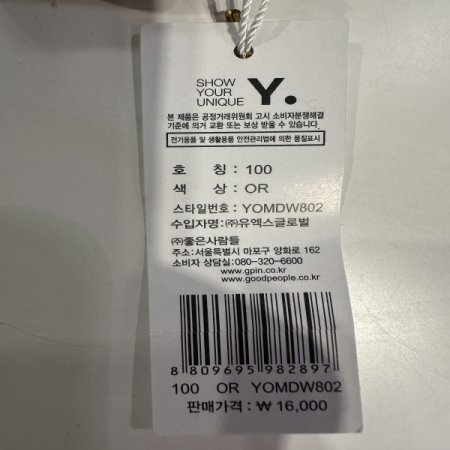 SHOW
YOUR
UNIQUE
Y.
본 제품은 공정거래위원회 고시 소비자분쟁해결
기준에 의거 교환 또는 보상 받을 수 있습니다.
전기용품 및 생활용품 안전관리법에 의한 품질표시
호 칭 : 100
색 상 : OR
스타일번호 : YOMDW802
수입자명 : ㈜유엑스글로벌
㈜좋은사람들
주소:서울특별시 마포구 양화로 162
소비자 상담실:080-320-6600
www.gpin.co.kr
www.goodpeople.co.kr
8 809695 982897
100 OR YOMDW802
판매가격 : ₩ 16,000